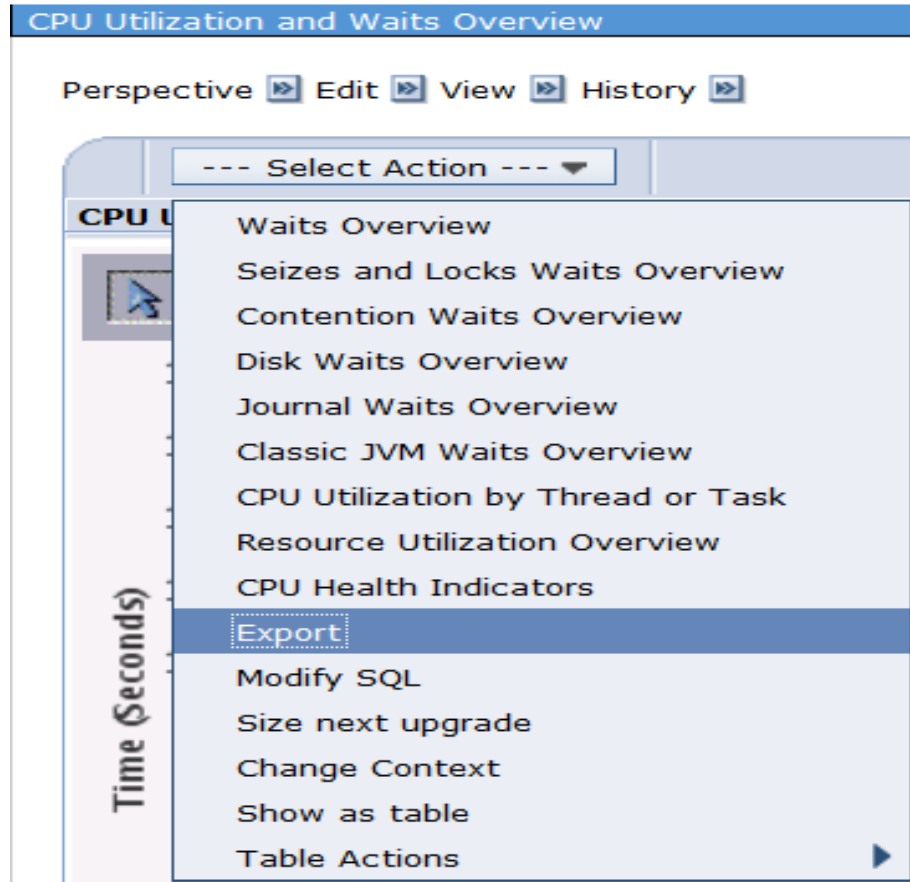 CPU Utilization and Waits Overview
Perspective Edit View History
--- Select Action ---
CPU U
Waits Overview
Seizes and Locks Waits Overview
Contention Waits Overview
Disk Waits Overview
Journal Waits Overview
Classic JVM Waits Overview
CPU Utilization by Thread or Task
Resource Utilization Overview
CPU Health Indicators
Export
Modify SQL
Size next upgrade
Change Context
Show as table
Table Actions
Time (Seconds)